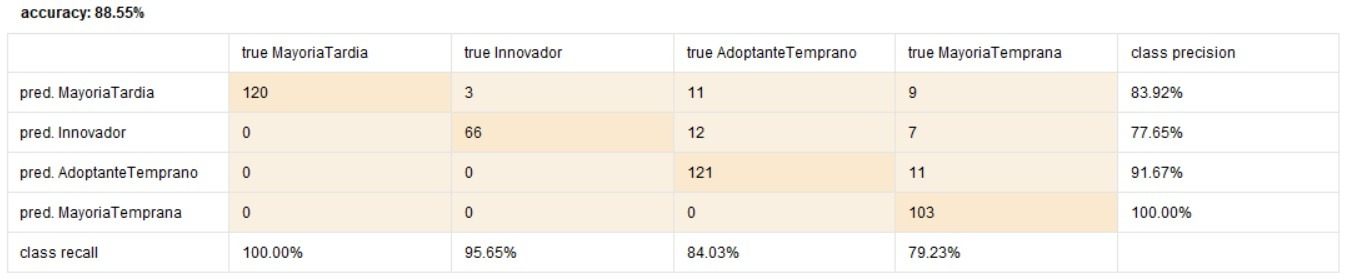 accuracy: 88.55%
true MayoriaTardia true Innovador true AdoptanteTemprano true MayoriaTemprana class precision
pred. MayoriaTardia 120 3 11 9 83.92%
pred. Innovador 0 66 12 7 77.65%
pred. AdoptanteTemprano 0 0 121 11 91.67%
pred. MayoriaTemprana 0 0 0 103 100.00%
class recall 100.00% 95.65% 84.03% 79.23%